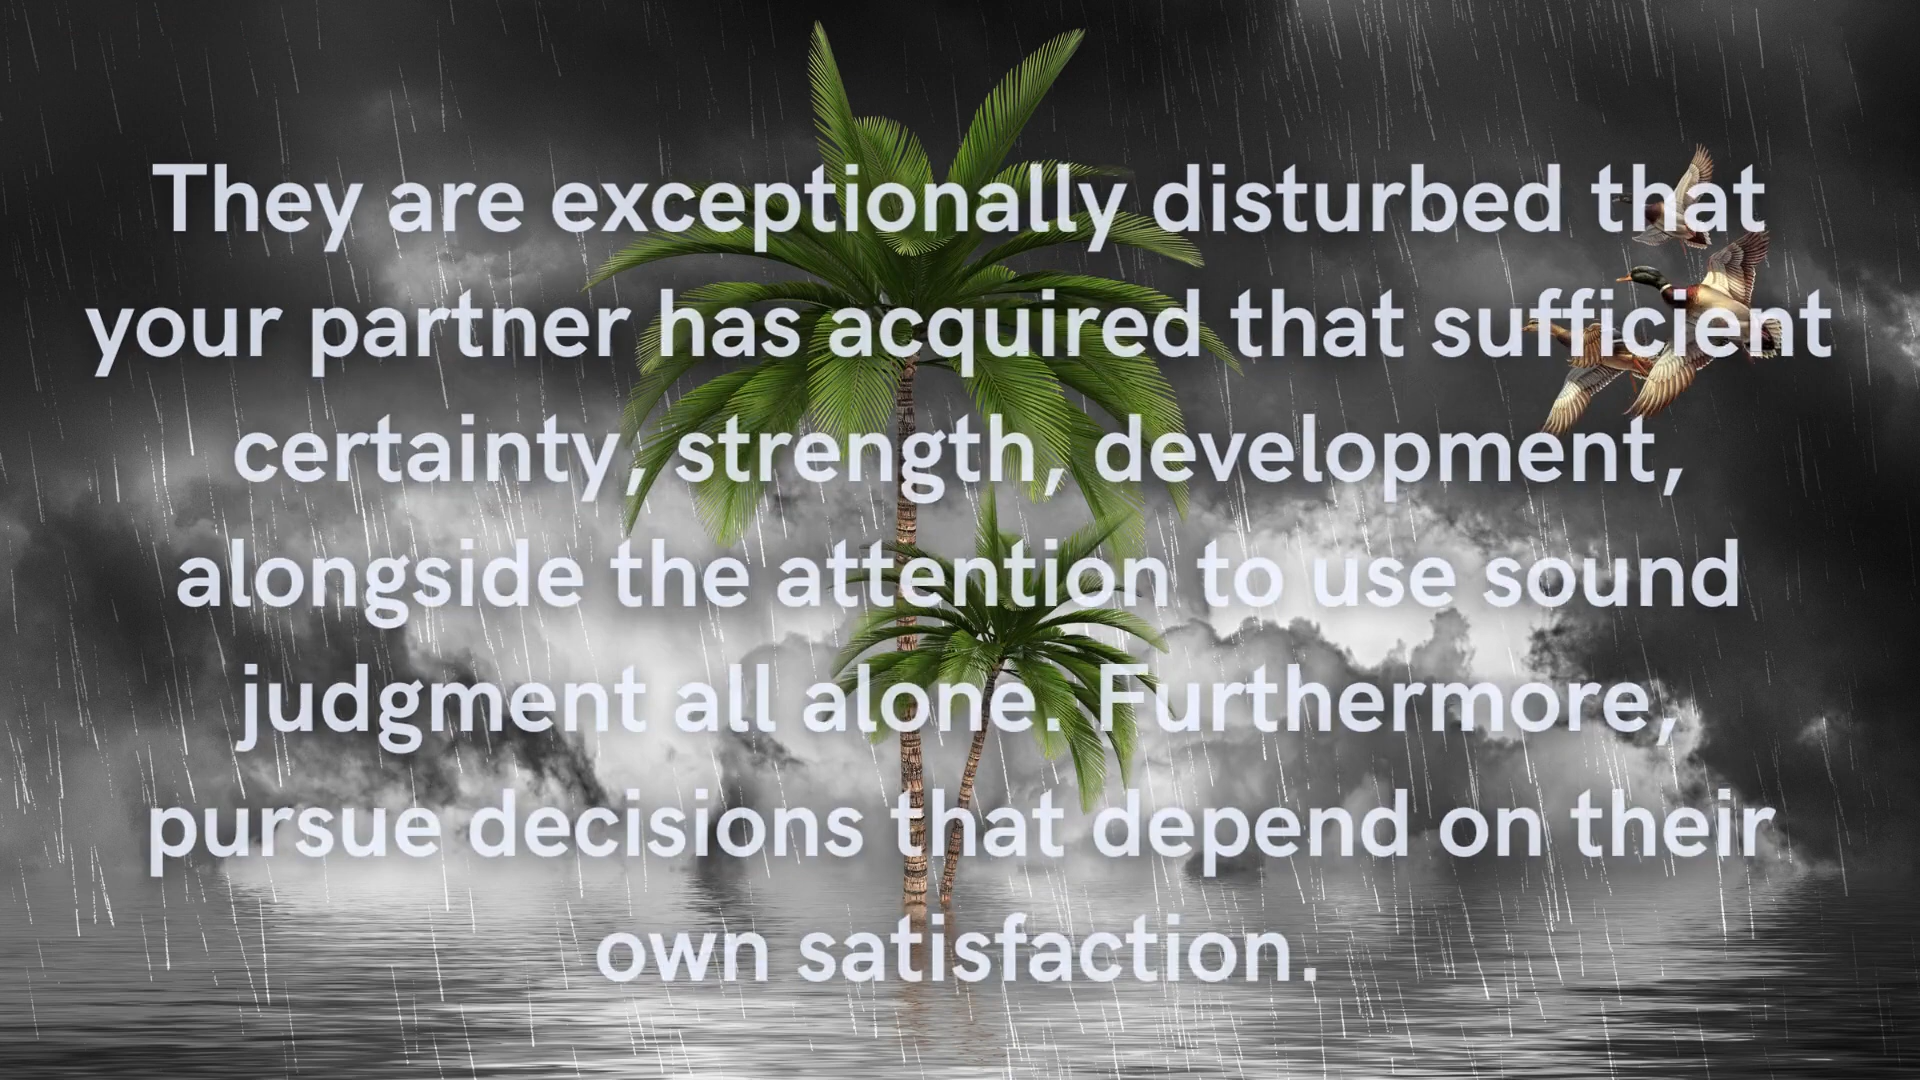 They are exceptionally disturbed that
your partner has acquired that sufficient
certainty, strength, development,
alongside the attention to use sound
judgment all alone. Furthermore,
pursue decisions that depend on their
own satisfaction.